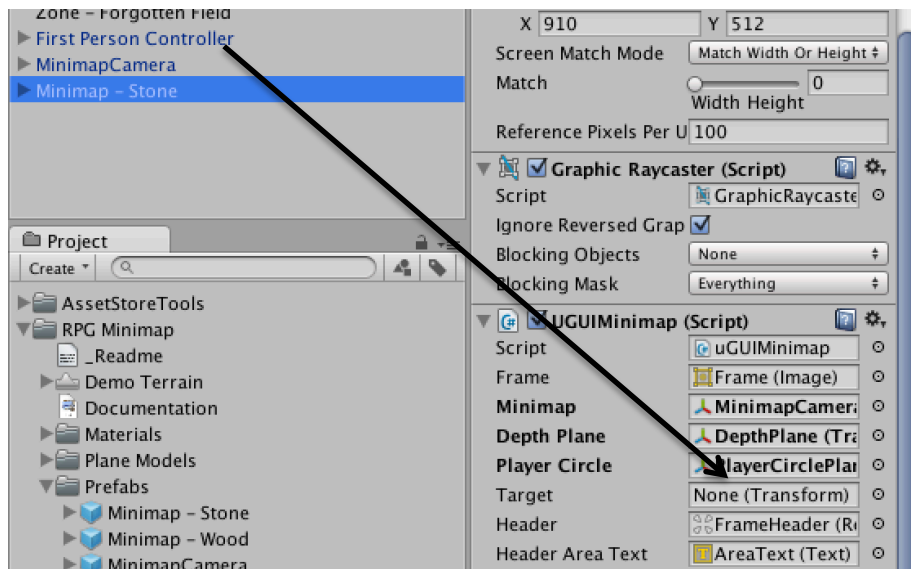 Zone – Forgotten Field
First Person Controller
MinimapCamera
Minimap – Stone
Project
Create
AssetStoreTools
RPG Minimap
_Readme
Demo Terrain
Documentation
Materials
Plane Models
Prefabs
Minimap – Stone
Minimap – Wood
MinimapCamera
X 910 Y 512
Screen Match Mode Match Width Or Height
Match 0
Width Height
Reference Pixels Per U 100
Graphic Raycaster (Script)
Script GraphicRaycaste
Ignore Reversed Grap
Blocking Objects None
Blocking Mask Everything
UGUIMinimap (Script)
Script uGUIMinimap
Frame Frame (Image)
Minimap MinimapCamera
Depth Plane DepthPlane (Tra
Player Circle PlayerCirclePlan
Target None (Transform)
Header FrameHeader (Re
Header Area Text AreaText (Text)